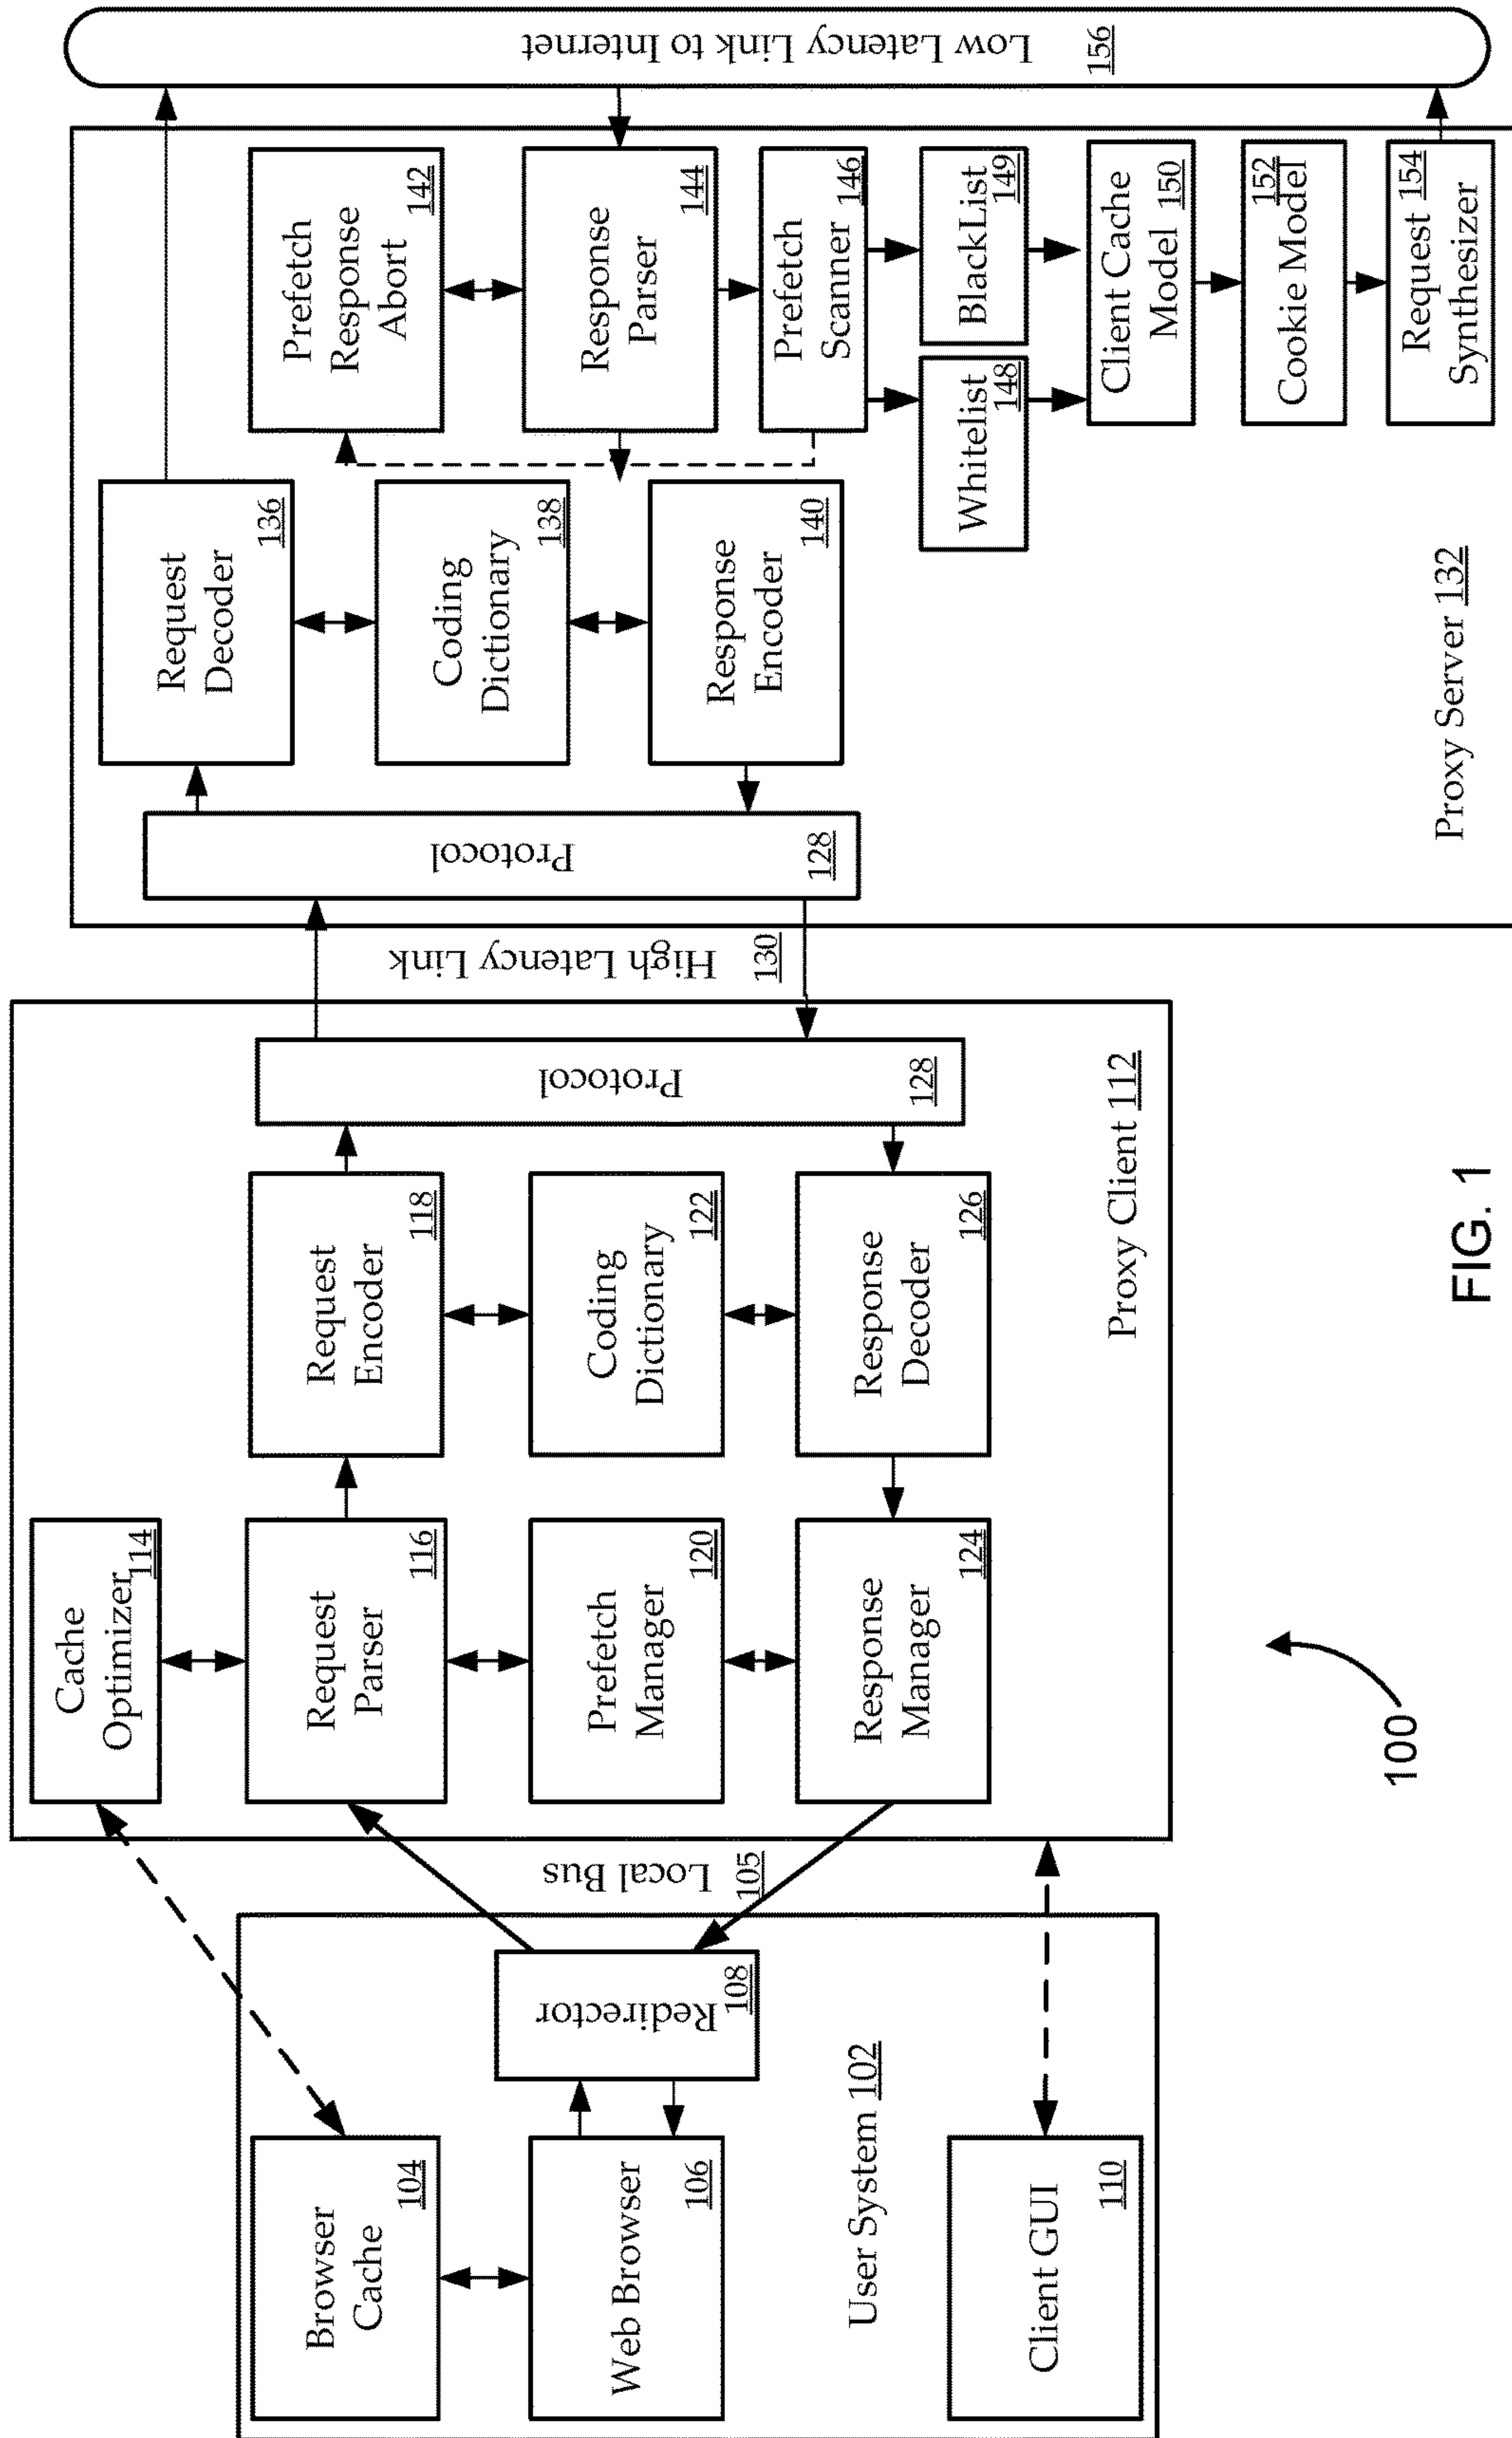 Browser
Cache
104
Web Browser
106
Redirector
108
User System 102
Client GUI
110
Local Bus
105
Cache
Optimizer
114
Request
Parser
116
Request
Encoder
118
Prefetch
Manager
120
Coding
Dictionary
122
Response
Manager
124
Response
Decoder
126
Protocol
128
Proxy Client 112
High Latency Link
130
Protocol
128
Request
Decoder
136
Coding
Dictionary
138
Response
Encoder
140
Prefetch
Response
Abort
142
Response
Parser
144
Prefetch
Scanner
146
Whitelist
148
BlackList
149
Client Cache
Model 150
Cookie Model
152
Request
Synthesizer
154
Proxy Server 132
Low Latency Link to Internet
156
100
FIG. 1